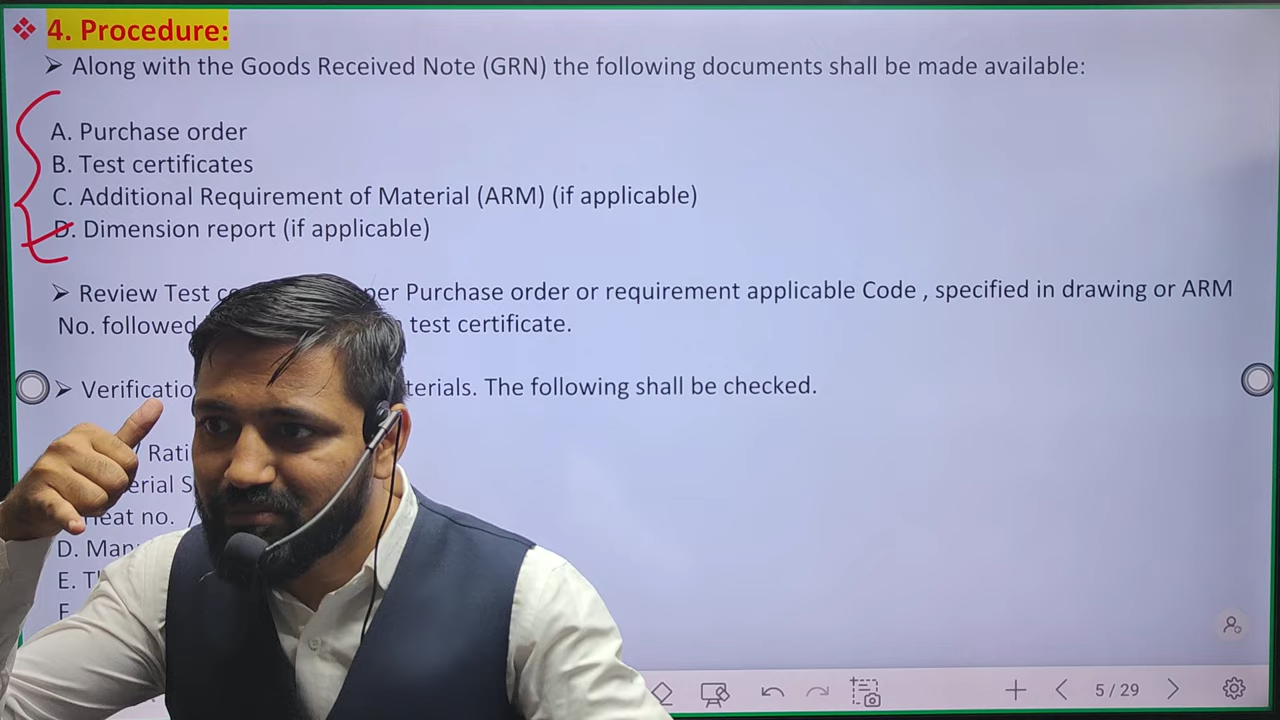 4. Procedure:
Along with the Goods Received Note (GRN) the following documents shall be made available:
A. Purchase order
B. Test certificates
C. Additional Requirement of Material (ARM) (if applicable)
D. Dimension report (if applicable)
Review Test per Purchase order or requirement applicable Code , specified in drawing or ARM
No. followed test certificate.
The following shall be checked.
Heat no. /
D.
E.
5 / 29